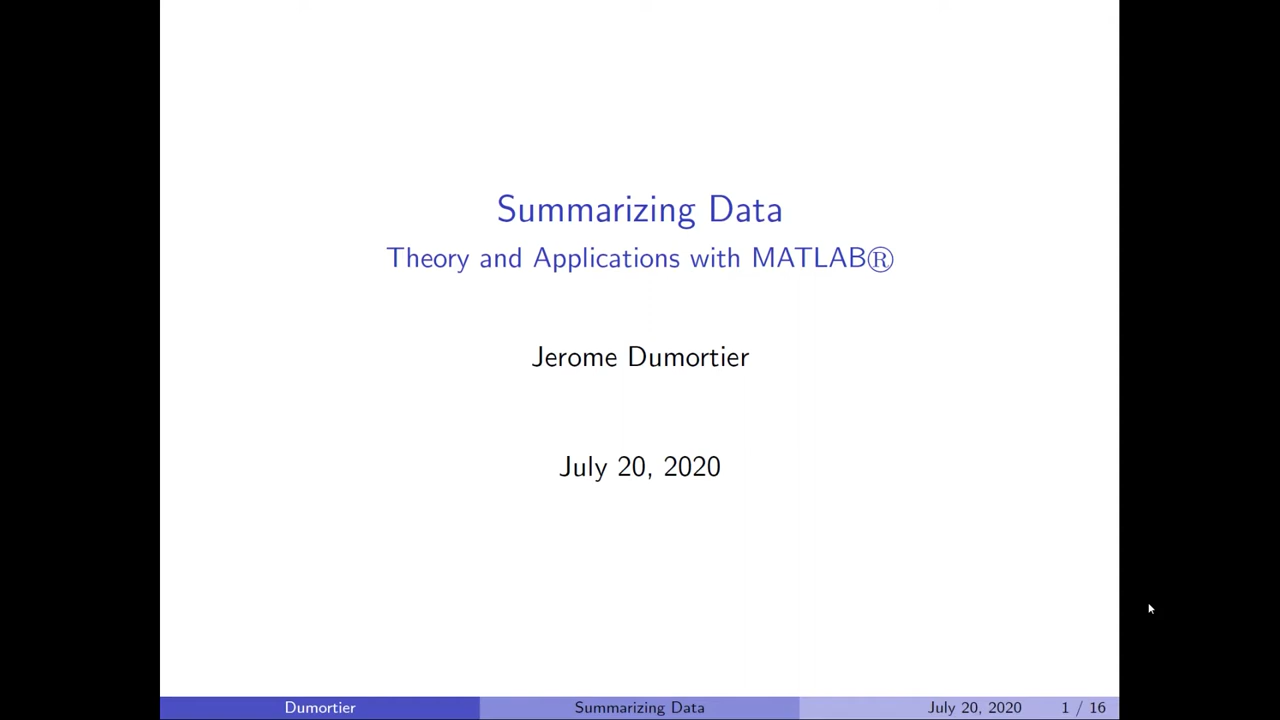 Summarizing Data
Theory and Applications with MATLAB®
Jerome Dumortier
July 20, 2020
Dumortier
Summarizing Data
July 20, 2020
1 / 16